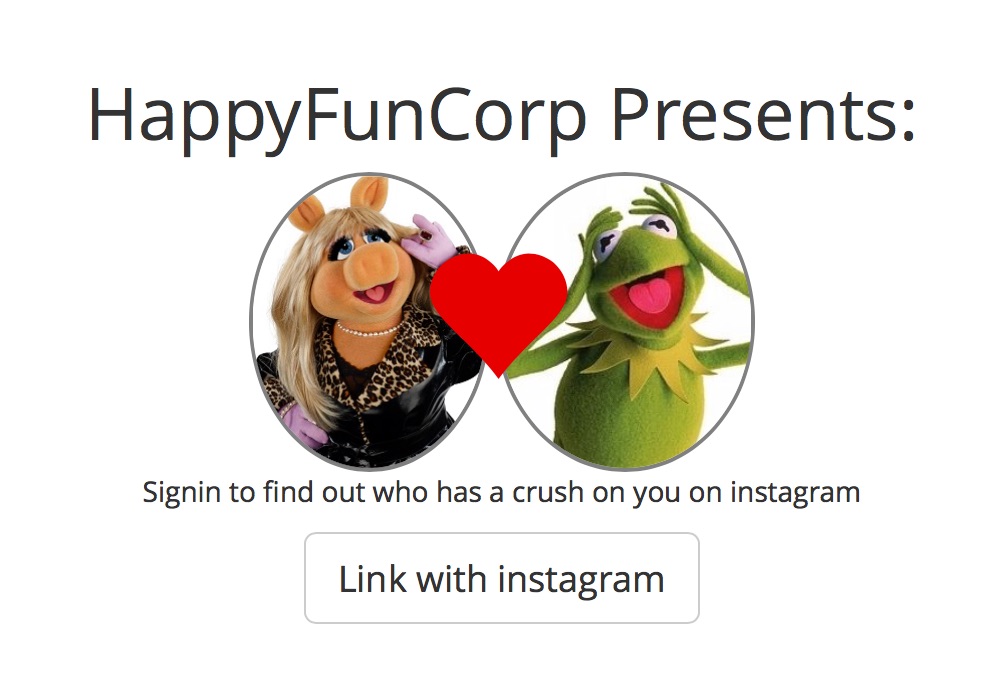 HappyFunCorp Presents:
Signin to find out who has a crush on you on instagram
Link with instagram